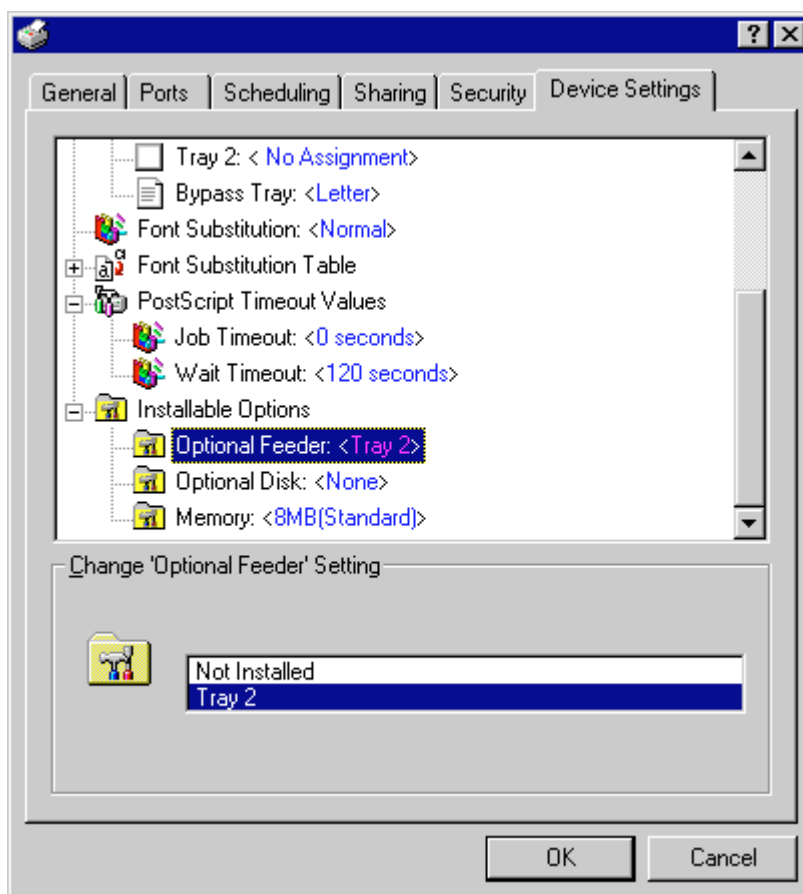 General Ports Scheduling Sharing Security Device Settings
Tray 2: < No Assignment>
Bypass Tray: <Letter>
Font Substitution: <Normal>
Font Substitution Table
PostScript Timeout Values
Job Timeout: <0 seconds>
Wait Timeout: <120 seconds>
Installable Options
Optional Feeder: <Tray 2>
Optional Disk: <None>
Memory: <8MB(Standard)>
Change 'Optional Feeder' Setting
Not Installed
Tray 2
OK Cancel